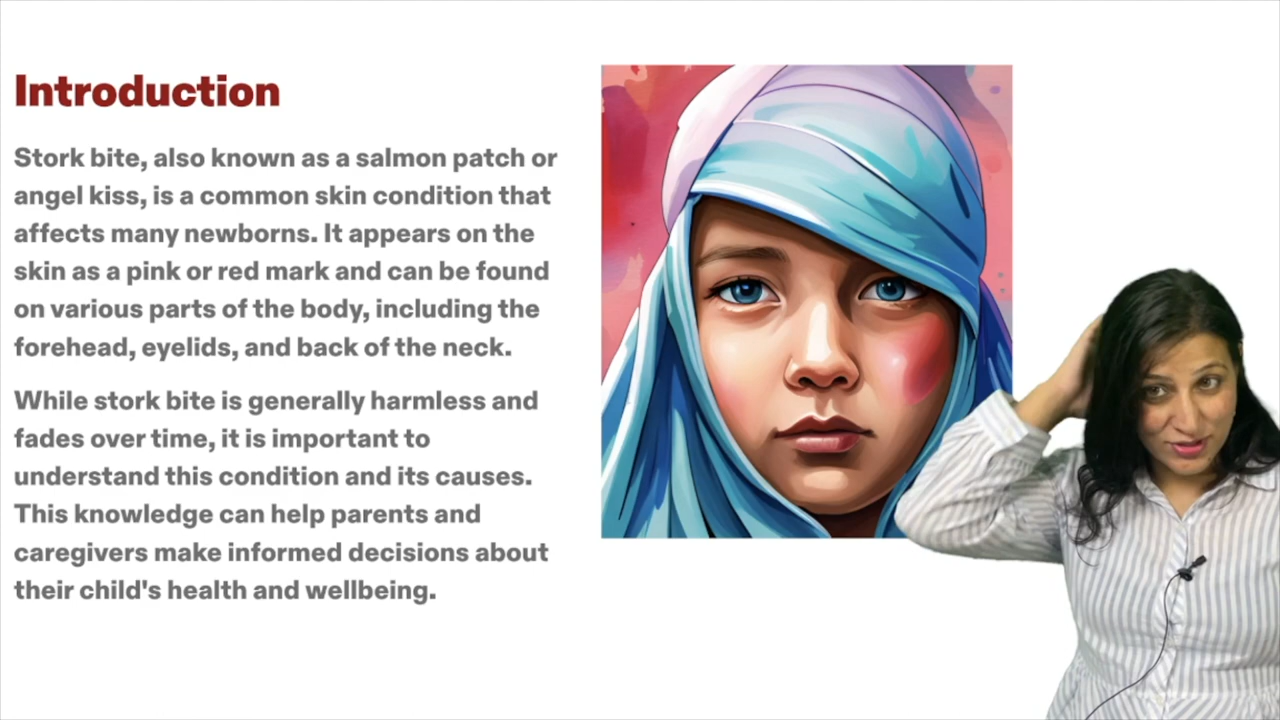 Introduction
Stork bite, also known as a salmon patch or
angel kiss, is a common skin condition that
affects many newborns. It appears on the
skin as a pink or red mark and can be found
on various parts of the body, including the
forehead, eyelids, and back of the neck.
While stork bite is generally harmless and
fades over time, it is important to
understand this condition and its causes.
This knowledge can help parents and
caregivers make informed decisions about
their child's health and wellbeing.